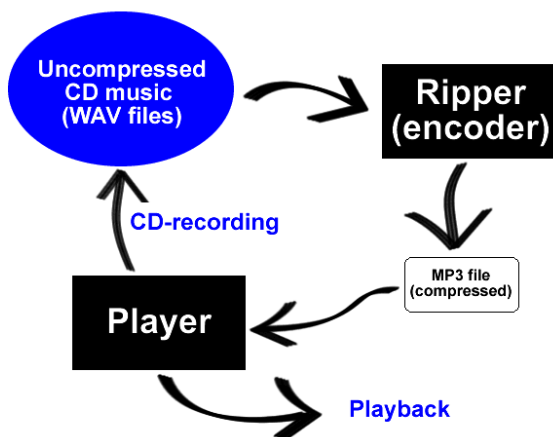 Uncompressed
CD music
(WAV files)
Ripper
(encoder)
CD-recording
MP3 file
(compressed)
Player
Playback